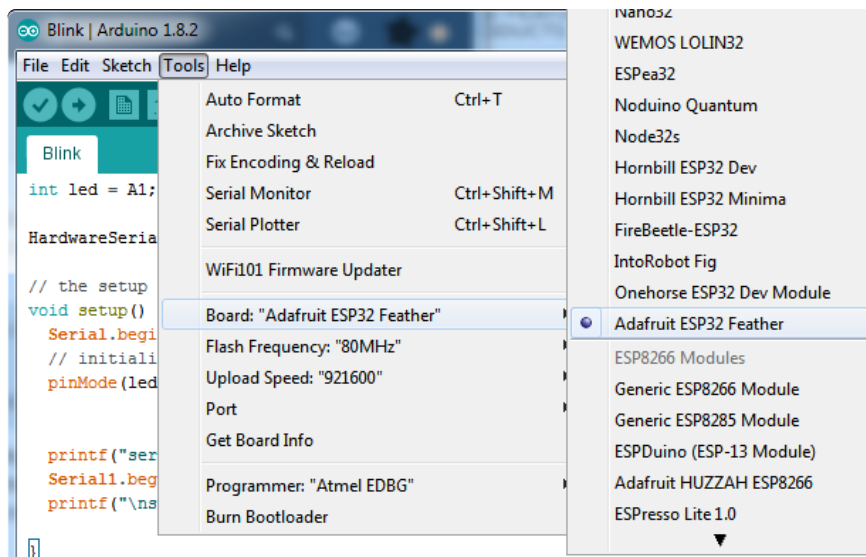 Blink | Arduino 1.8.2
File Edit Sketch Tools Help
Blink
int led = A1;
HardwareSeria
// the setup
void setup()
Serial.begi
// initiali
pinMode(led
printf("ser
Serial1.beg
printf("\ns
}
Auto Format Ctrl+T
Archive Sketch
Fix Encoding & Reload
Serial Monitor Ctrl+Shift+M
Serial Plotter Ctrl+Shift+L
WiFi101 Firmware Updater
Board: "Adafruit ESP32 Feather"
Flash Frequency: "80MHz"
Upload Speed: "921600"
Port
Get Board Info
Programmer: "Atmel EDBG"
Burn Bootloader
Nano32
WEMOS LOLIN32
ESPea32
Noduino Quantum
Node32s
Hornbill ESP32 Dev
Hornbill ESP32 Minima
FireBeetle-ESP32
IntoRobot Fig
Onehorse ESP32 Dev Module
Adafruit ESP32 Feather
ESP8266 Modules
Generic ESP8266 Module
Generic ESP8285 Module
ESPDuino (ESP-13 Module)
Adafruit HUZZAH ESP8266
ESPresso Lite 1.0